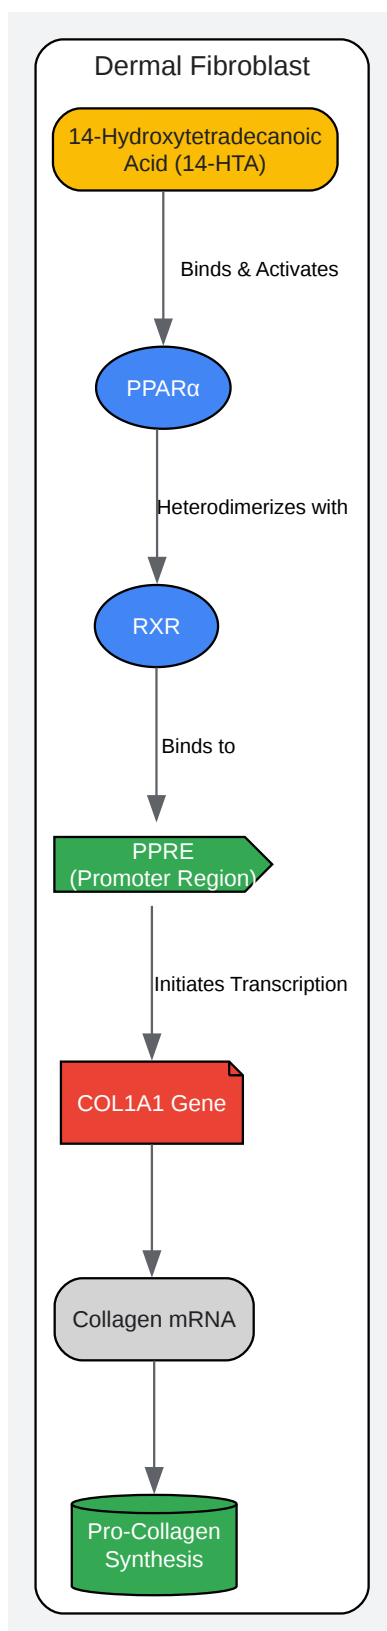 Dermal Fibroblast
14-Hydroxytetradecanoic
Acid (14-HTA)
Binds & Activates
PPARα
Heterodimerizes with
RXR
Binds to
PPRE
(Promoter Region)
Initiates Transcription
COL1A1 Gene
Collagen mRNA
Pro-Collagen
Synthesis